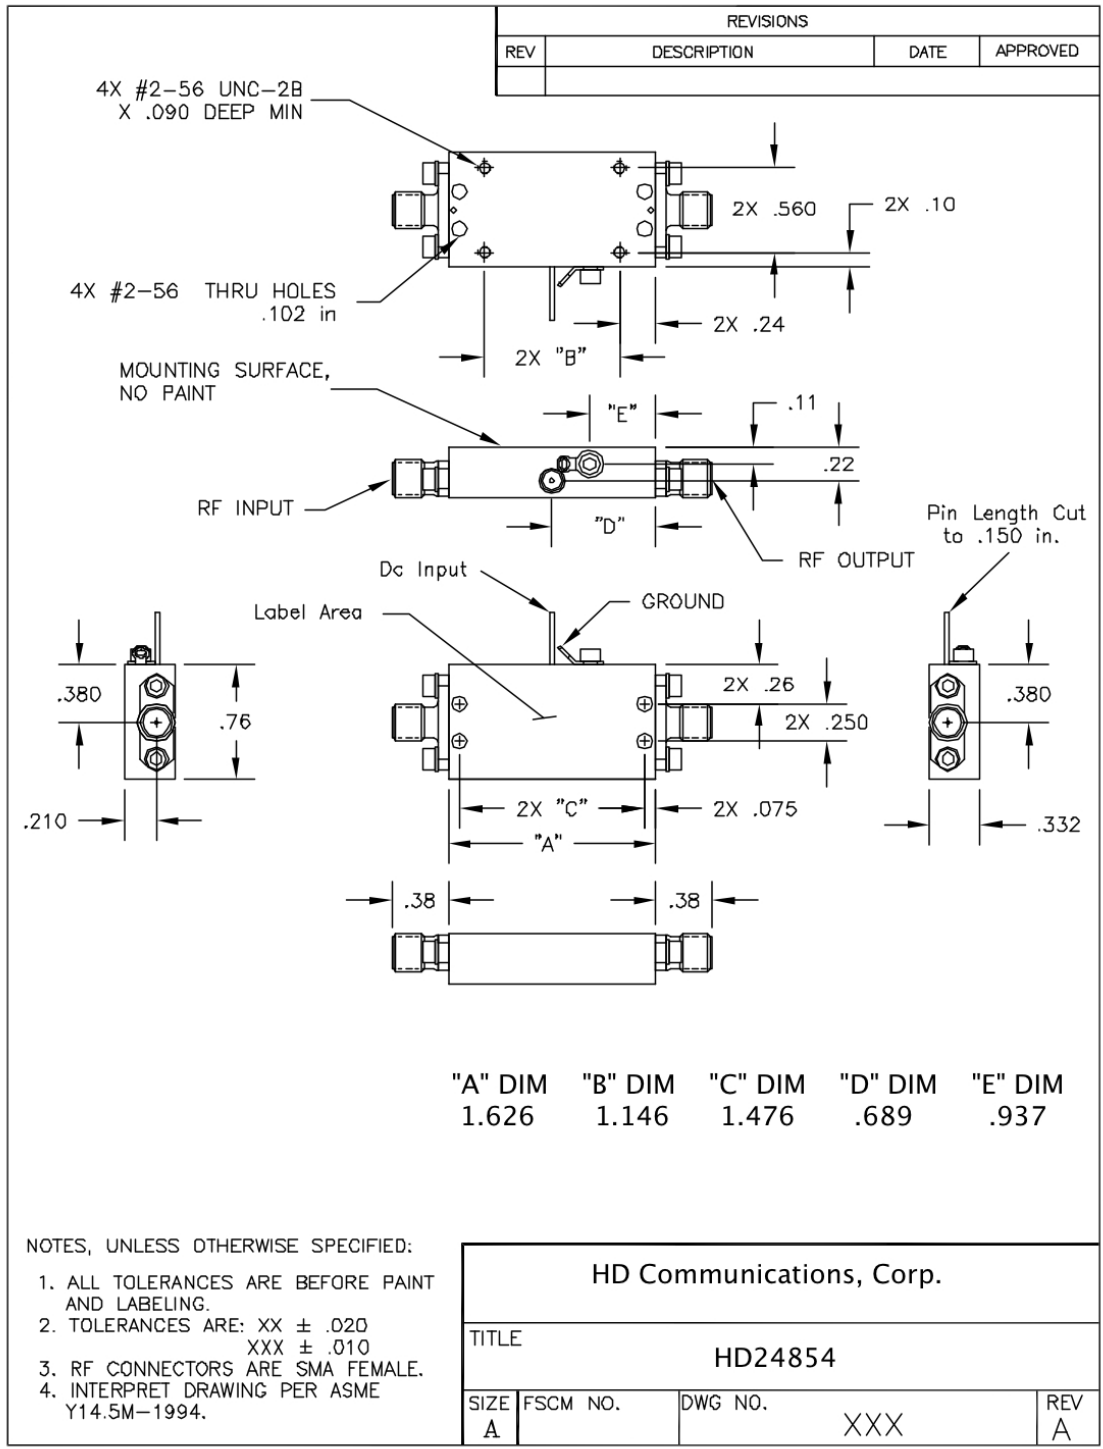 REVISIONS
REV DESCRIPTION DATE APPROVED
4X #2-56 UNC-2B
X .090 DEEP MIN
2X .560
2X .10
4X #2-56 THRU HOLES
.102 in
2X .24
2X "B"
MOUNTING SURFACE,
NO PAINT
"E"
.11
.22
RF INPUT
"D"
RF OUTPUT
Pin Length Cut
to .150 in.
Dc Input
GROUND
Label Area
.380
.76
2X .26
2X .250
.380
.210
2X "C"
2X .075
.332
"A"
.38
.38
"A" DIM "B" DIM "C" DIM "D" DIM "E" DIM
1.626 1.146 1.476 .689 .937
NOTES, UNLESS OTHERWISE SPECIFIED:
1. ALL TOLERANCES ARE BEFORE PAINT
AND LABELING.
2. TOLERANCES ARE: XX ± .020
XXX ± .010
3. RF CONNECTORS ARE SMA FEMALE.
4. INTERPRET DRAWING PER ASME
Y14.5M-1994.
HD Communications, Corp.
TITLE
HD24854
SIZE FSCM NO. DWG NO. REV
A XXX A